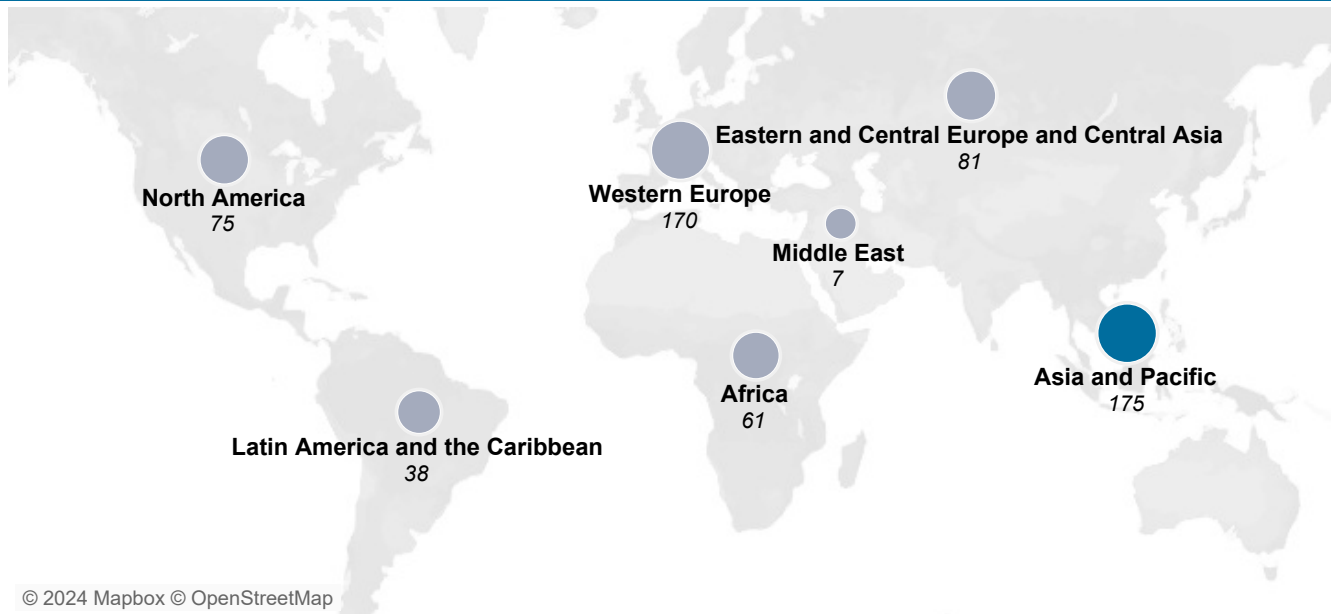 Eastern and Central Europe and Central Asia
81
North America
75
Western Europe
170
Middle East
7
Asia and Pacific
175
Africa
61
Latin America and the Caribbean
38
© 2024 Mapbox © OpenStreetMap